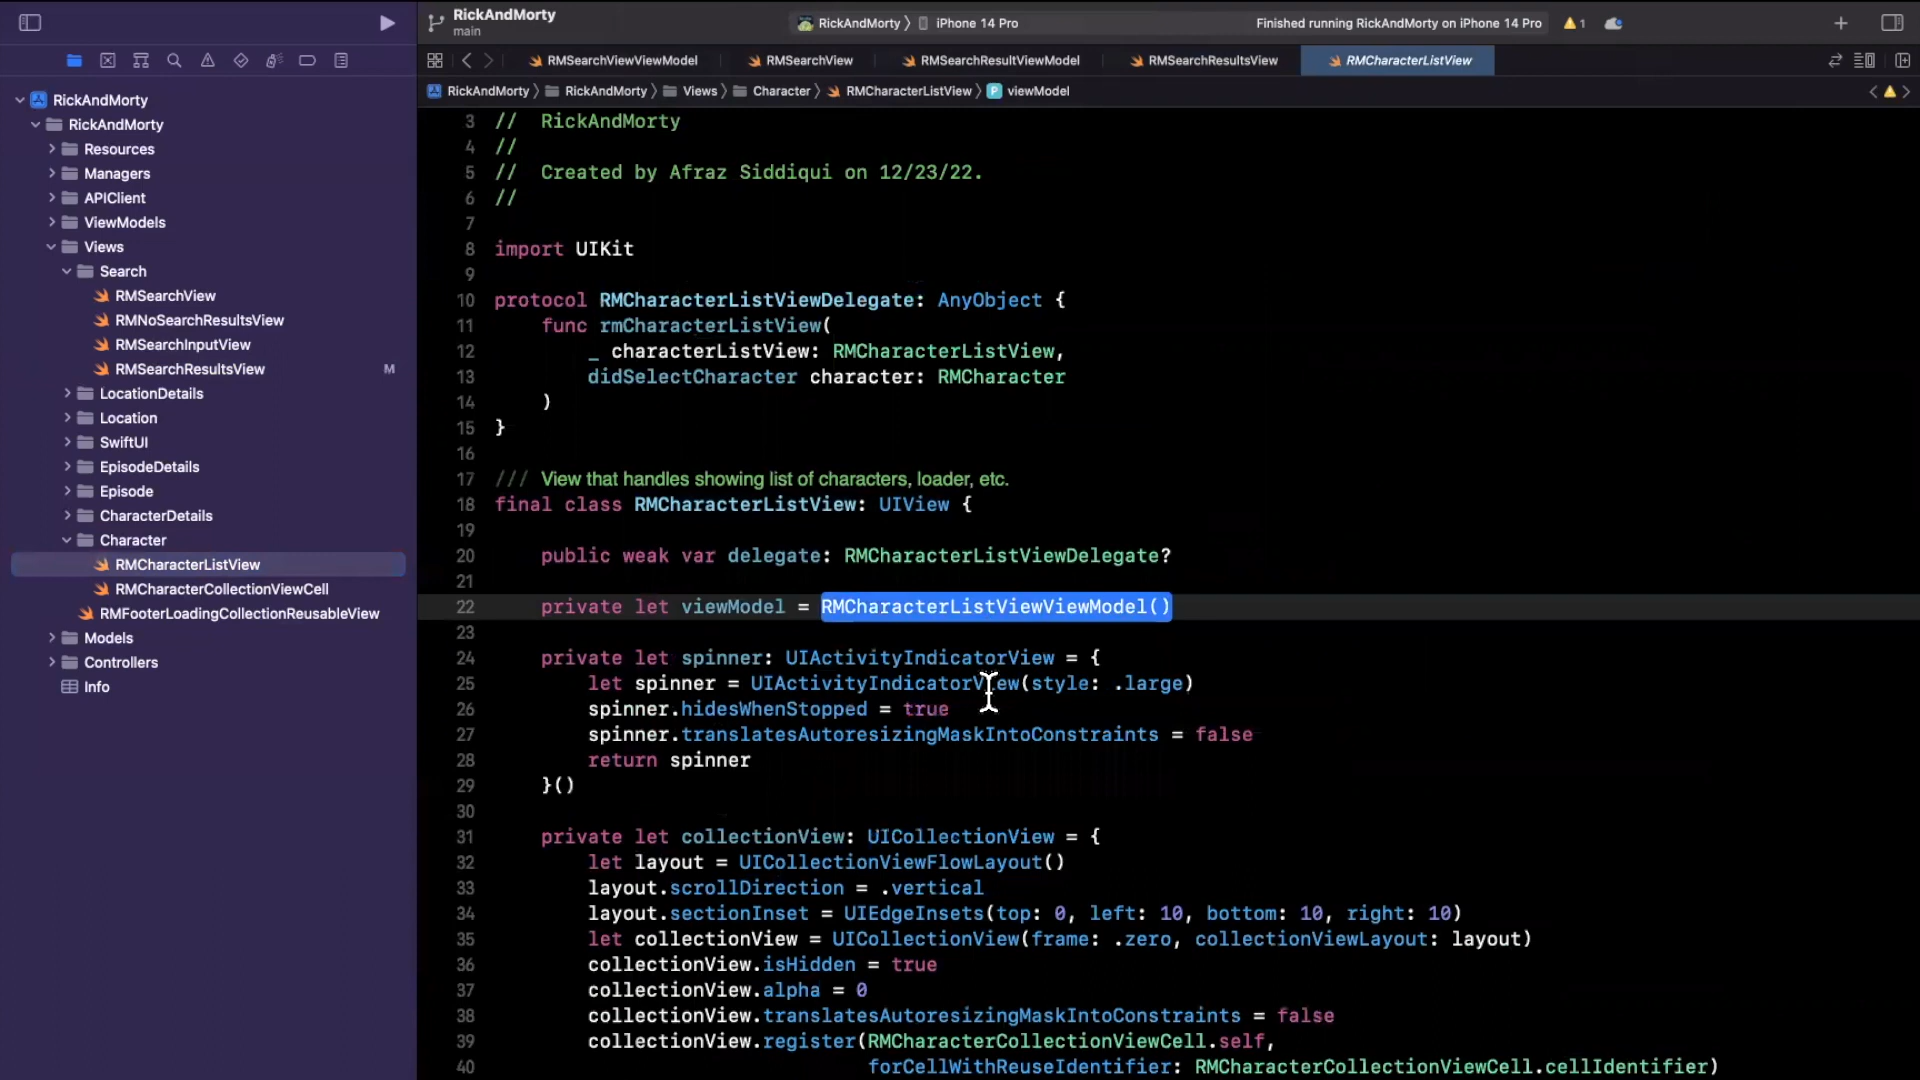 RickAndMorty
main
RickAndMorty
iPhone 14 Pro
Finished running RickAndMorty on iPhone 14 Pro
1
RMSearchViewViewModel
RMSearchView
RMSearchResultViewModel
RMSearchResultsView
RMCharacterListView
RickAndMorty
RickAndMorty
Views
Character
RMCharacterListView
P viewModel
RickAndMorty
RickAndMorty
Resources
Managers
APIClient
ViewModels
Views
Search
RMSearchView
RMNoSearchResultsView
RMSearchInputView
RMSearchResultsView M
LocationDetails
Location
SwiftUI
EpisodeDetails
Episode
CharacterDetails
Character
RMCharacterListView
RMCharacterCollectionViewCell
RMFooterLoadingCollectionReusableView
Models
Controllers
Info
3 // RickAndMorty
4 //
5 // Created by Afraz Siddiqui on 12/23/22.
6 //
7
8 import UIKit
9
10 protocol RMCharacterListViewDelegate: AnyObject {
11 func rmCharacterListView(
12 _ characterListView: RMCharacterListView,
13 didSelectCharacter character: RMCharacter
14 )
15 }
16
17 /// View that handles showing list of characters, loader, etc.
18 final class RMCharacterListView: UIView {
19
20 public weak var delegate: RMCharacterListViewDelegate?
21
22 private let viewModel = RMCharacterListViewViewModel()
23
24 private let spinner: UIActivityIndicatorView = {
25 let spinner = UIActivityIndicatorView(style: .large)
26 spinner.hidesWhenStopped = true
27 spinner.translatesAutoresizingMaskIntoConstraints = false
28 return spinner
29 }()
30
31 private let collectionView: UICollectionView = {
32 let layout = UICollectionViewFlowLayout()
33 layout.scrollDirection = .vertical
34 layout.sectionInset = UIEdgeInsets(top: 0, left: 10, bottom: 10, right: 10)
35 let collectionView = UICollectionView(frame: .zero, collectionViewLayout: layout)
36 collectionView.isHidden = true
37 collectionView.alpha = 0
38 collectionView.translatesAutoresizingMaskIntoConstraints = false
39 collectionView.register(RMCharacterCollectionViewCell.self,
40 forCellWithReuseIdentifier: RMCharacterCollectionViewCell.cellIdentifier)